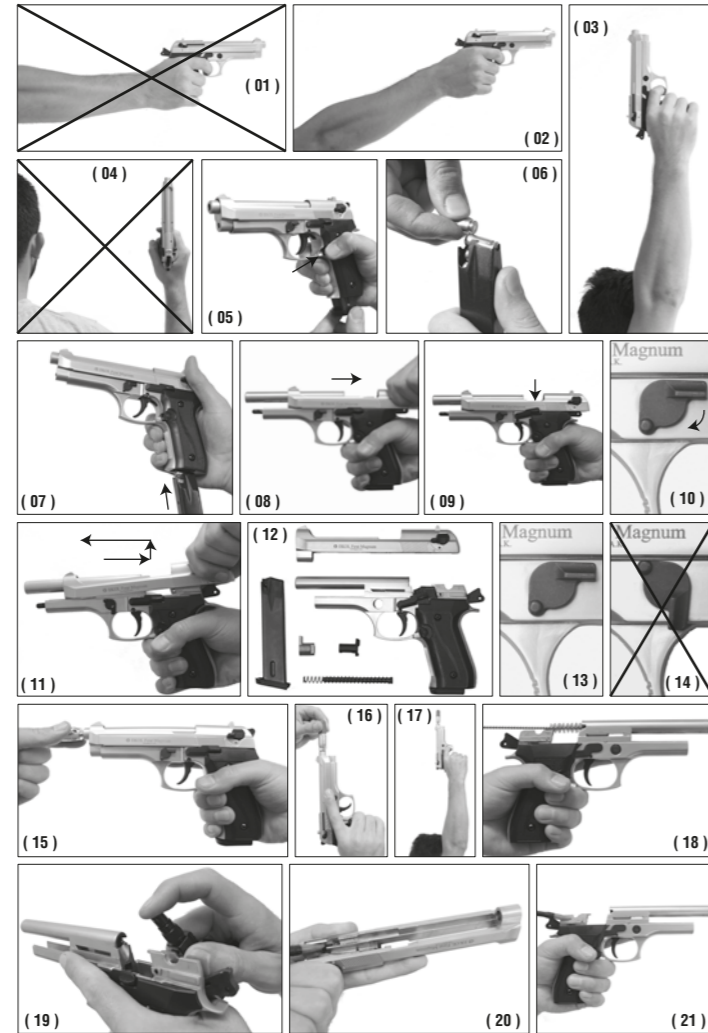 ( 01 )
( 02 )
( 03 )
( 04 )
( 05 )
( 06 )
( 07 )
( 08 )
( 09 )
Magnum
.K.
( 10 )
( 11 )
( 12 )
Magnum
.K.
( 13 )
Magnum
.K.
( 14 )
( 15 )
( 16 )
( 17 )
( 18 )
( 19 )
( 20 )
( 21 )